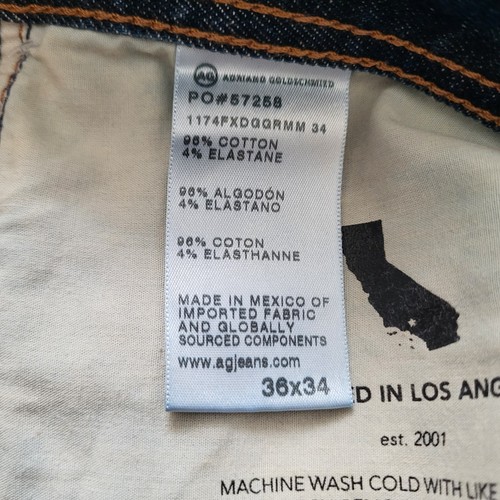 AG ADRIANO GOLDSCHMIED
PO#57258
1174FXDGGRMM 34
96% COTTON
4% ELASTANE
96% ALGODÓN
4% ELASTANO
96% COTON
4% ELASTHANNE
MADE IN MEXICO OF
IMPORTED FABRIC
AND GLOBALLY
SOURCED COMPONENTS
www.agjeans.com
36x34
D IN LOS ANG
est. 2001
MACHINE WASH COLD WITH LIKE